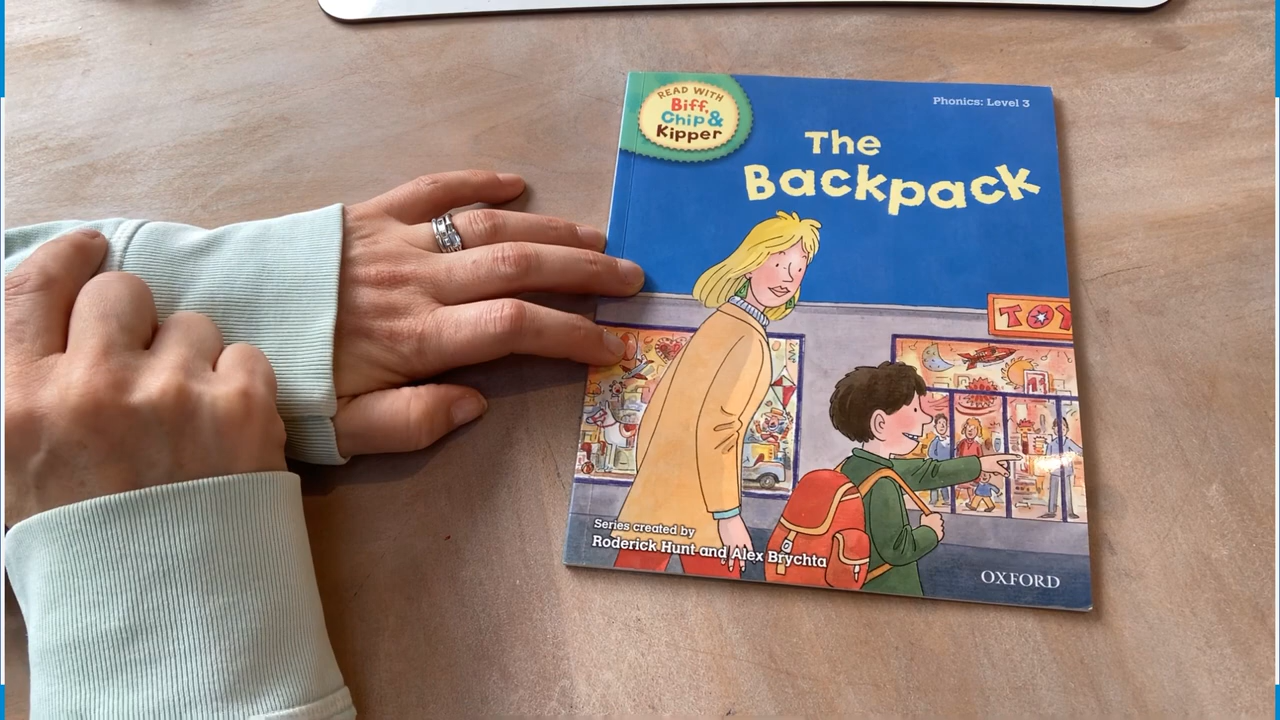 READ WITH
Biff,
Chip &
Kipper
Phonics: Level 3
The
Backpack
TOY
Series created by
Roderick Hunt and Alex Brychta
OXFORD